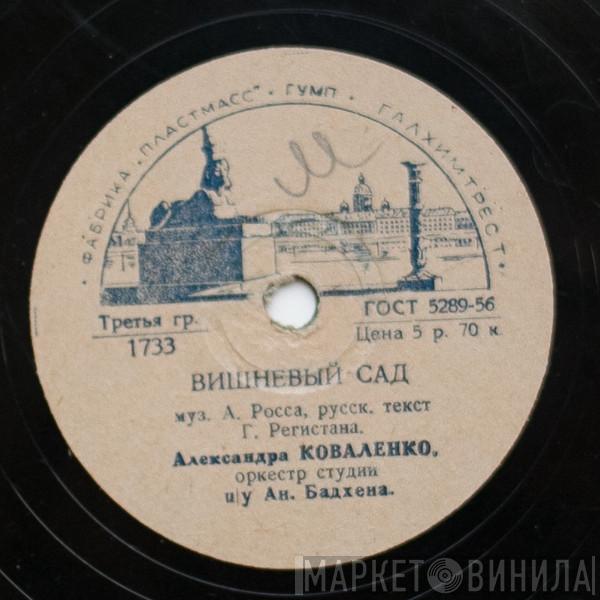 • ФАБРИКА „ПЛАСТМАСС" • ГУМП • ГАЛХИМТРЕСТ •
м
Третья гр.
1733
ГОСТ 5289-56
Цена 5 р. 70 к.
ВИШНЕВЫЙ САД
муз. А. Росса, русск. текст
Г. Регистана.
Александра КОВАЛЕНКО,
оркестр студии
п|у Ан. Бадхена.
МАРКЕТ ВИНИЛА